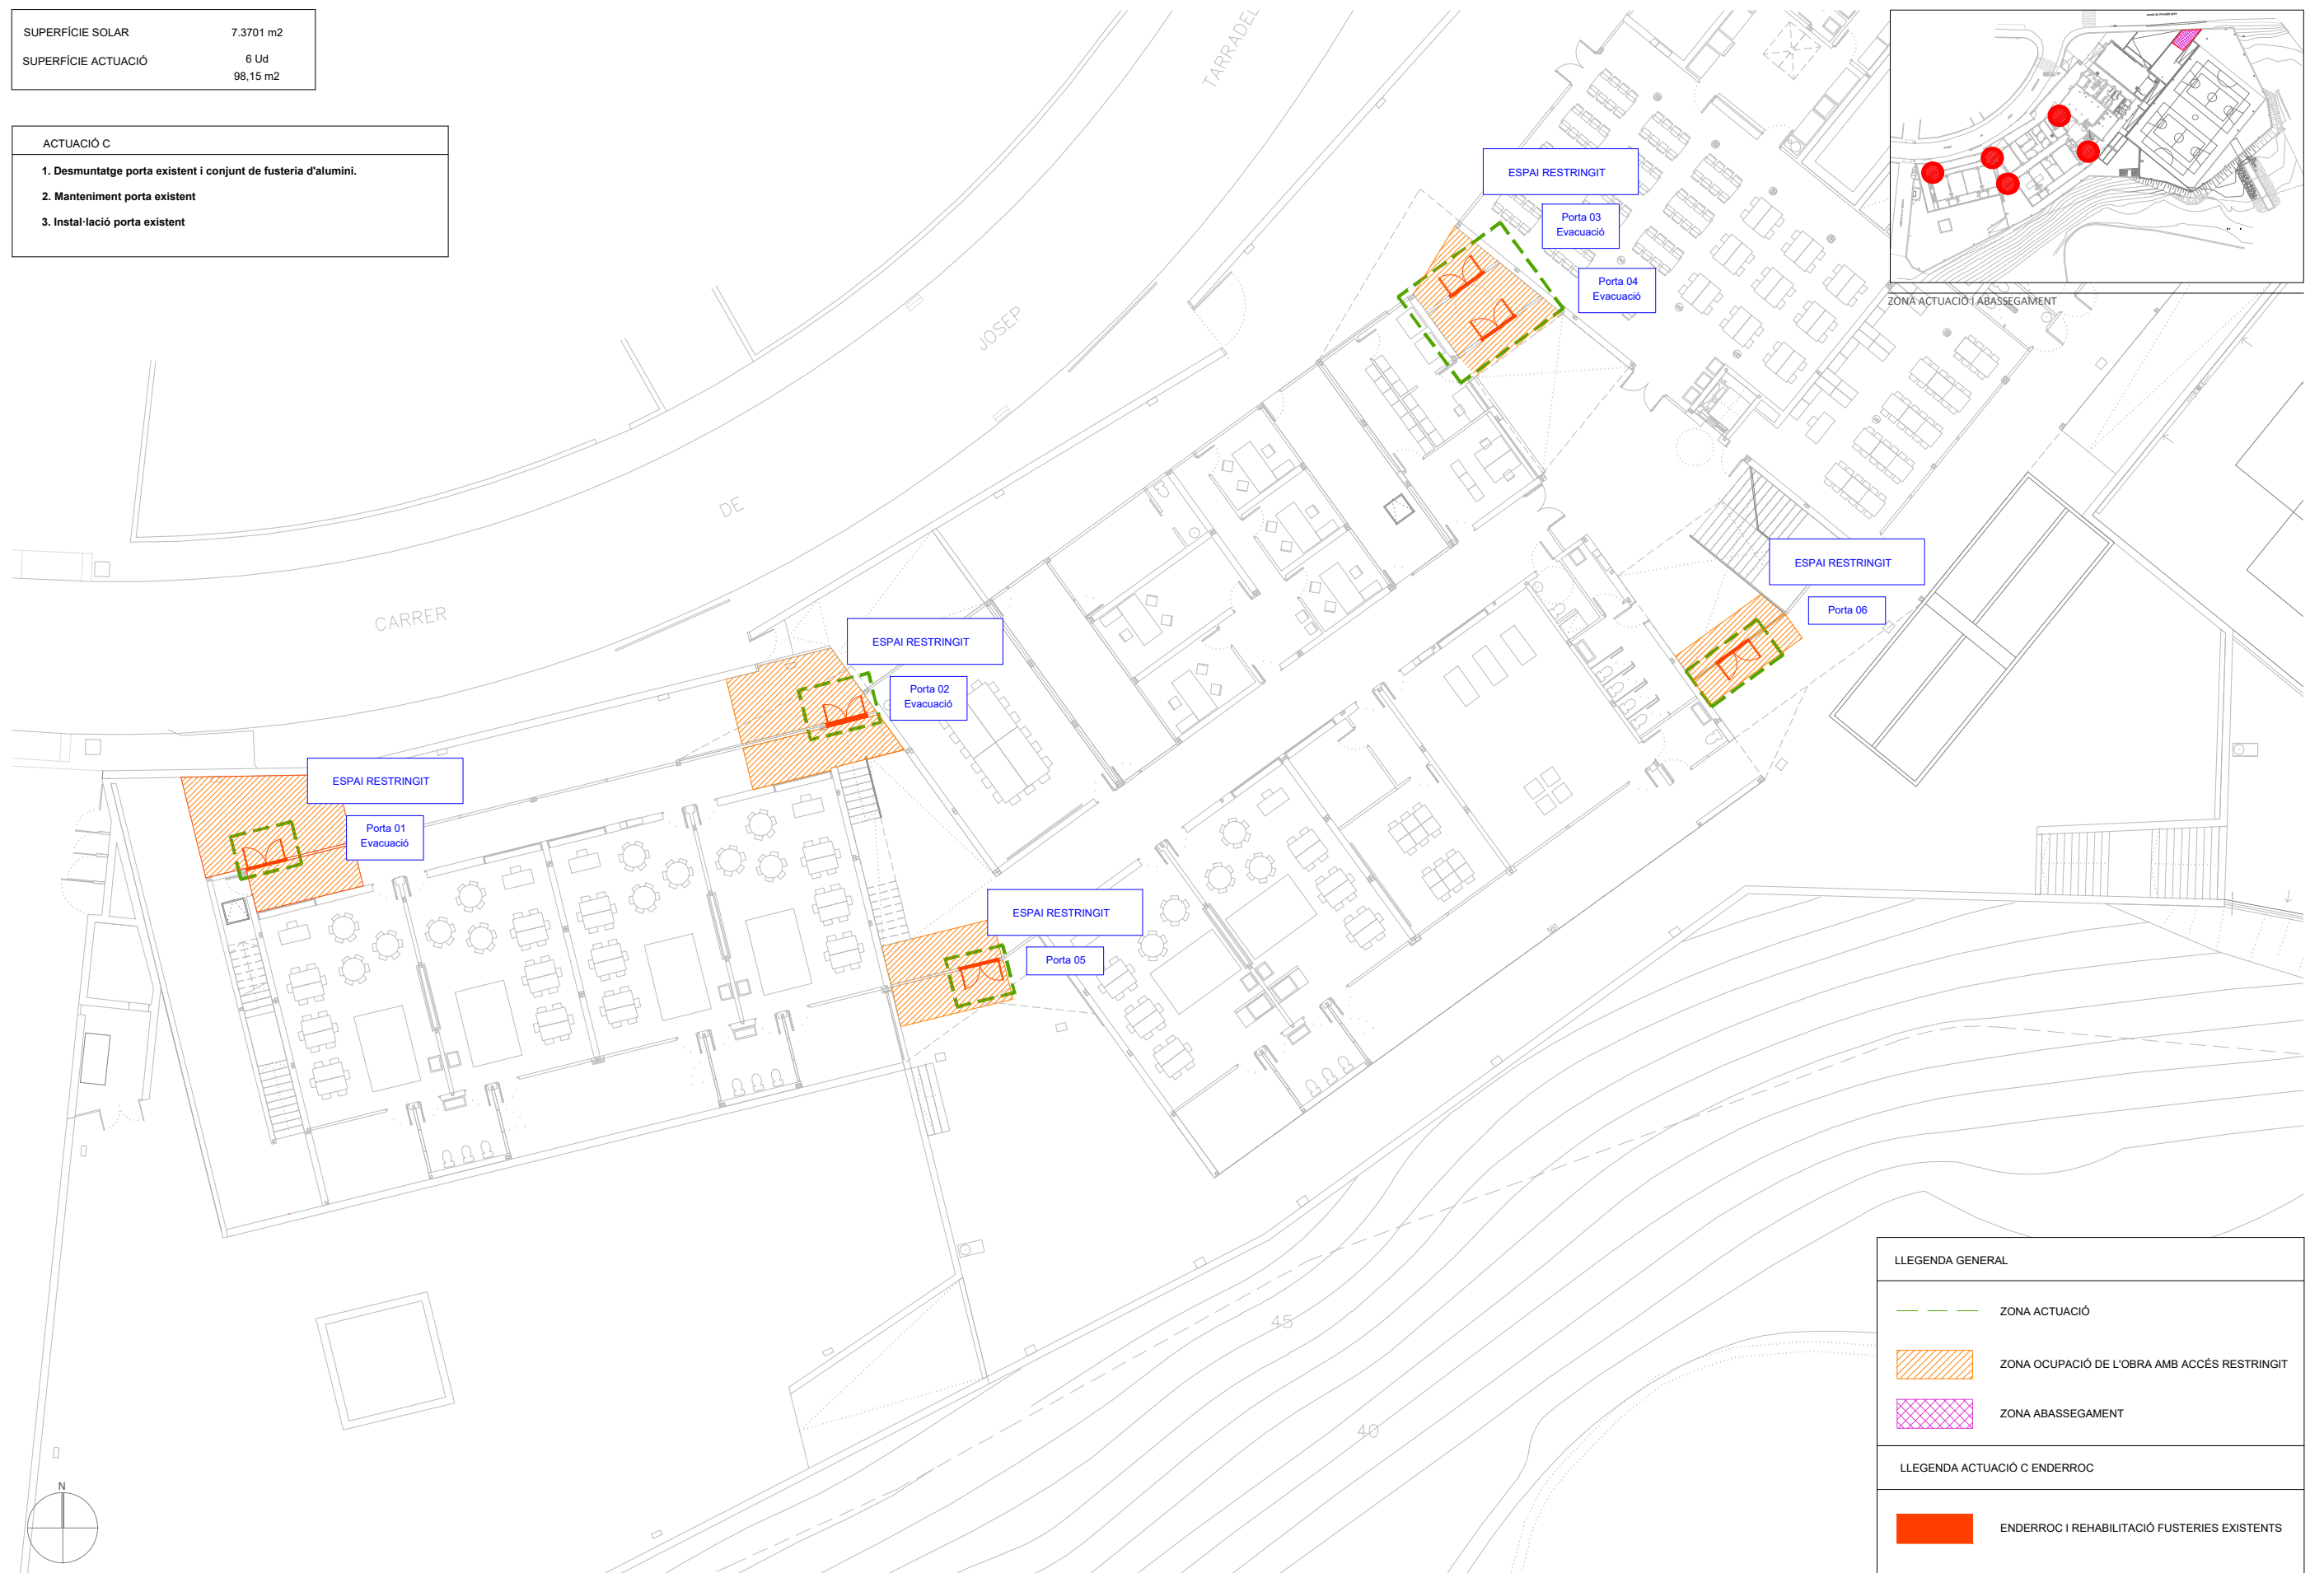 SUPERFÍCIE SOLAR 7.3701 m2
SUPERFÍCIE ACTUACIÓ 6 Ud
98,15 m2
ACTUACIÓ C
1. Desmuntatge porta existent i conjunt de fusteria d'alumini.
2. Manteniment porta existent
3. Instal·lació porta existent
TARRADEL
JOSEP
DE
CARRER
ESPAI RESTRINGIT
Porta 03
Evacuació
Porta 04
Evacuació
ZONA ACTUACIÓ I ABASSEGAMENT
ESPAI RESTRINGIT
Porta 06
ESPAI RESTRINGIT
Porta 02
Evacuació
ESPAI RESTRINGIT
Porta 01
Evacuació
ESPAI RESTRINGIT
Porta 05
45
40
N
LLEGENDA GENERAL
ZONA ACTUACIÓ
ZONA OCUPACIÓ DE L'OBRA AMB ACCÉS RESTRINGIT
ZONA ABASSEGAMENT
LLEGENDA ACTUACIÓ C ENDERROC
ENDERROC I REHABILITACIÓ FUSTERIES EXISTENTS